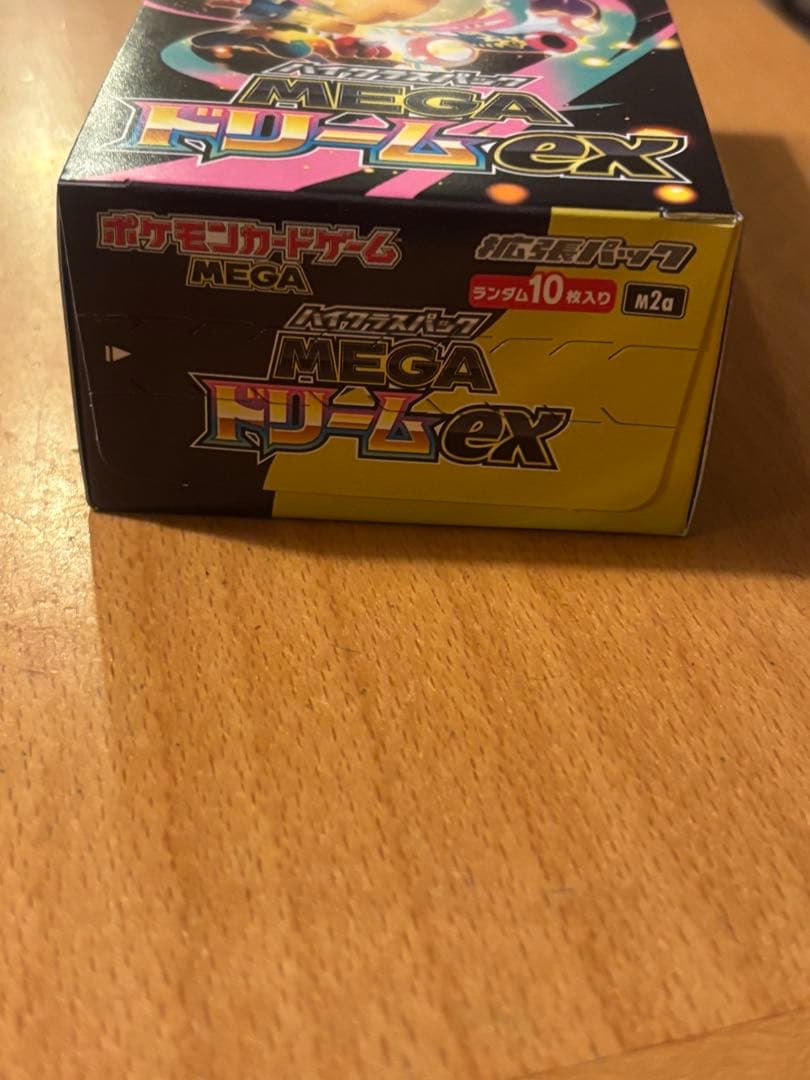 ハイクラスパック
MEGA
ドリームex
ポケモンカードゲーム
MEGA
拡張パック
ランダム10枚入り
M2a
ハイクラスパック
MEGA
ドリームex